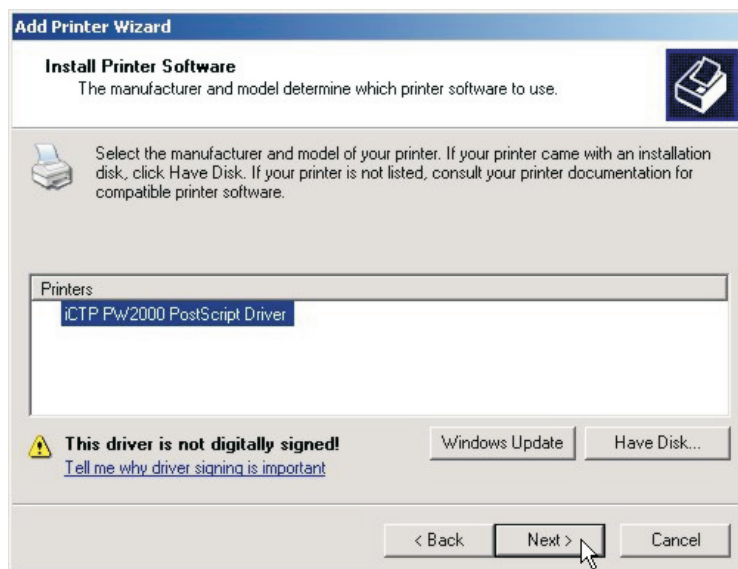 Add Printer Wizard
Install Printer Software
The manufacturer and model determine which printer software to use.
Select the manufacturer and model of your printer. If your printer came with an installation
disk, click Have Disk. If your printer is not listed, consult your printer documentation for
compatible printer software.
Printers
iCTP PW2000 PostScript Driver
This driver is not digitally signed!
Tell me why driver signing is important
Windows Update
Have Disk...
< Back
Next >
Cancel